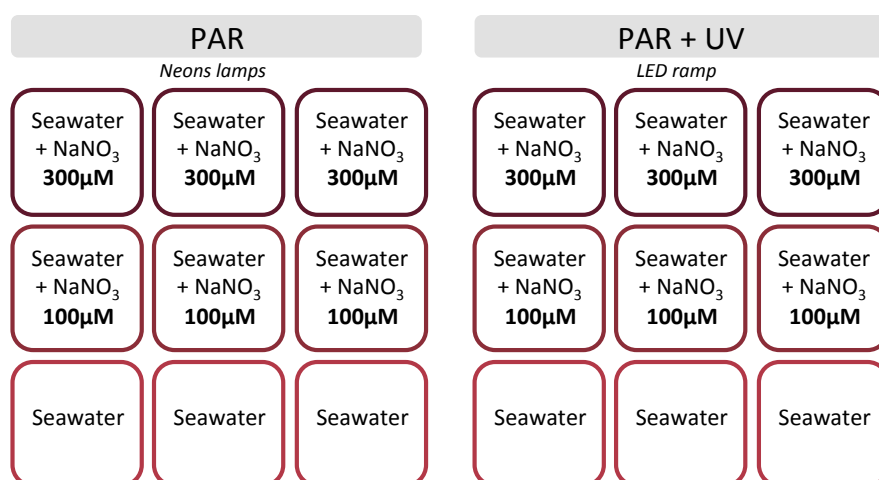 PAR
PAR + UV
Neons lamps
LED ramp
Seawater
+ NaNO₃
300µM
Seawater
+ NaNO₃
300µM
Seawater
+ NaNO₃
300µM
Seawater
+ NaNO₃
300µM
Seawater
+ NaNO₃
300µM
Seawater
+ NaNO₃
300µM
Seawater
+ NaNO₃
100µM
Seawater
+ NaNO₃
100µM
Seawater
+ NaNO₃
100µM
Seawater
+ NaNO₃
100µM
Seawater
+ NaNO₃
100µM
Seawater
+ NaNO₃
100µM
Seawater
Seawater
Seawater
Seawater
Seawater
Seawater